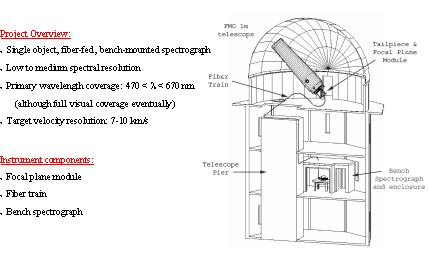 Project Overview:
. Single object, fiber-fed, bench-mounted spectrograph
. Low to medium spectral resolution
. Primary wavelength coverage: 470 < λ < 670 nm
(although full visual coverage eventually)
. Target velocity resolution: 7-10 km/s
Instrument components:
. Focal plane module
. Fiber train
. Bench spectrograph
FMO 1m
telescope
Tailpiece &
Focal Plane
Module
Fiber
Train
Telescope
Pier
Bench
Spectrograph
and enclosure